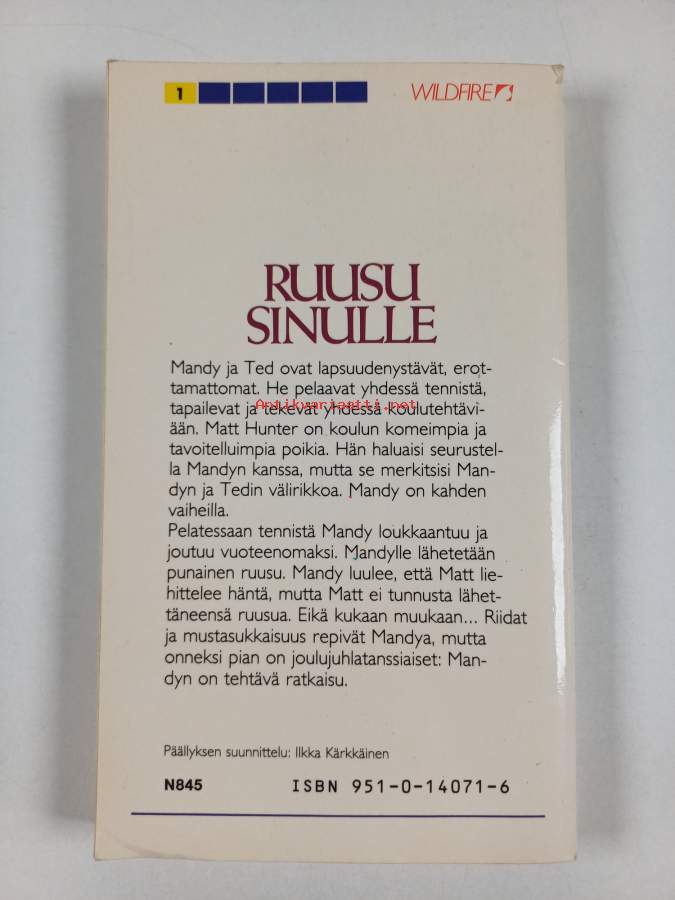 1
WILDFIRE
RUUSU
SINULLE
Mandy ja Ted ovat lapsuudenystävät, erot-
tamattomat. He pelaavat yhdessä tennistä,
tapailevat ja tekevät yhdessä koulutehtävi-
Antikvariaatti.net
ään. Matt Hunter on koulun komeimpia ja
tavoitelluimpia poikia. Hän haluaisi seurustel-
la Mandyn kanssa, mutta se merkitsisi Man-
dyn ja Tedin välirikkoa. Mandy on kahden
vaiheilla.
Pelatessaan tennistä Mandy loukkaantuu ja
joutuu vuoteenomaksi. Mandylle lähetetään
punainen ruusu. Mandy luulee, että Matt lie-
hittelee häntä, mutta Matt ei tunnusta lähet-
täneensä ruusua. Eikä kukaan muukaan... Riidat
ja mustasukkaisuus repivät Mandya, mutta
onneksi pian on joulujuhlatanssiaiset: Man-
dyn on tehtävä ratkaisu.
Päällyksen suunnittelu: Ilkka Kärkkäinen
N845 ISBN 951-0-14071-6